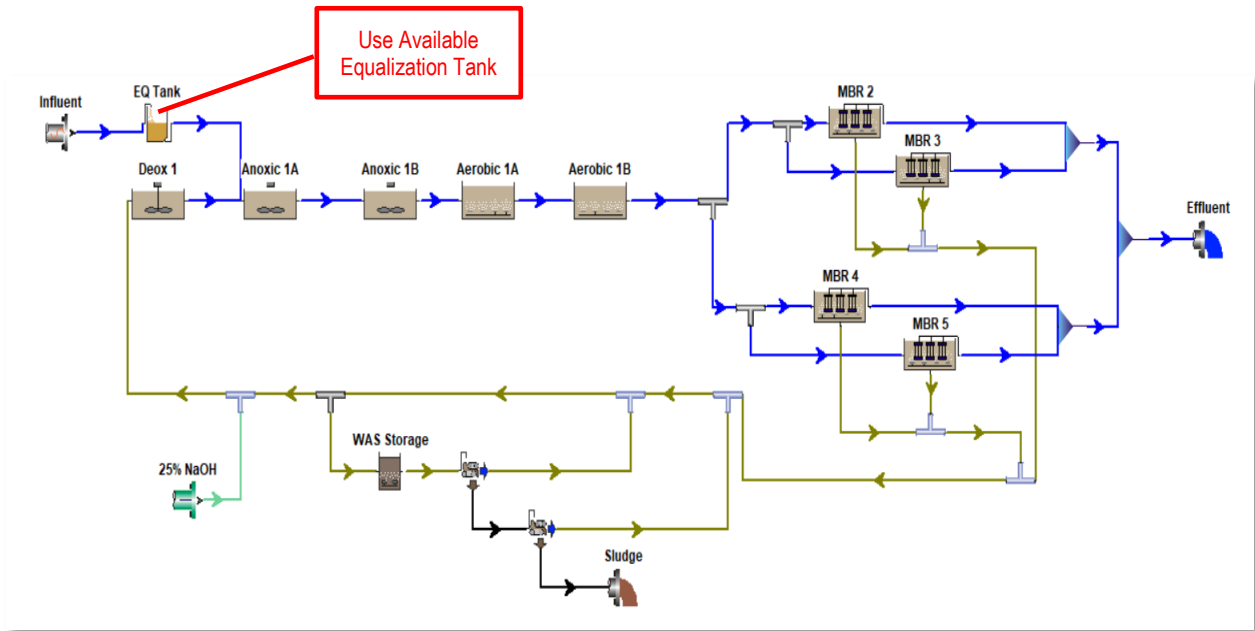 Use Available
Equalization Tank
Influent
EQ Tank
Deox 1
Anoxic 1A
Anoxic 1B
Aerobic 1A
Aerobic 1B
MBR 2
MBR 3
Effluent
MBR 4
MBR 5
WAS Storage
25% NaOH
Sludge